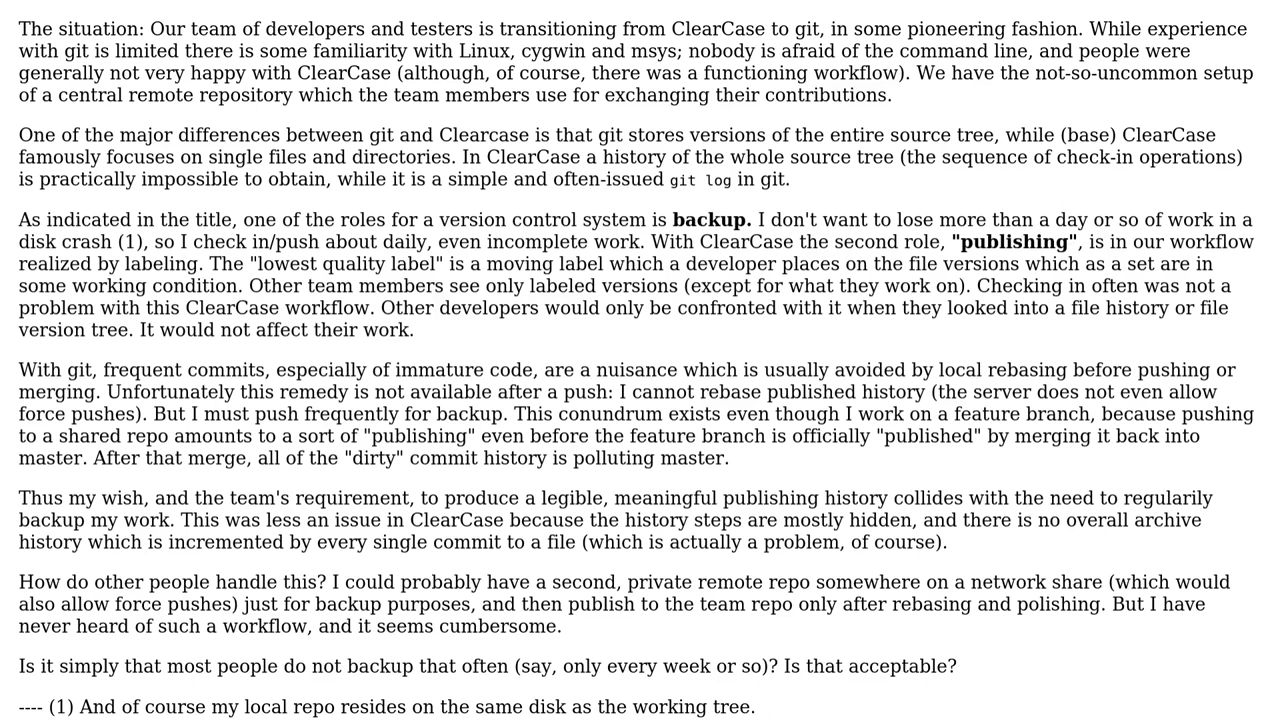 The situation: Our team of developers and testers is transitioning from ClearCase to git, in some pioneering fashion. While experience
with git is limited there is some familiarity with Linux, cygwin and msys; nobody is afraid of the command line, and people were
generally not very happy with ClearCase (although, of course, there was a functioning workflow). We have the not-so-uncommon setup
of a central remote repository which the team members use for exchanging their contributions.
One of the major differences between git and Clearcase is that git stores versions of the entire source tree, while (base) ClearCase
famously focuses on single files and directories. In ClearCase a history of the whole source tree (the sequence of check-in operations)
is practically impossible to obtain, while it is a simple and often-issued git log in git.
As indicated in the title, one of the roles for a version control system is backup. I don't want to lose more than a day or so of work in a
disk crash (1), so I check in/push about daily, even incomplete work. With ClearCase the second role, "publishing", is in our workflow
realized by labeling. The "lowest quality label" is a moving label which a developer places on the file versions which as a set are in
some working condition. Other team members see only labeled versions (except for what they work on). Checking in often was not a
problem with this ClearCase workflow. Other developers would only be confronted with it when they looked into a file history or file
version tree. It would not affect their work.
With git, frequent commits, especially of immature code, are a nuisance which is usually avoided by local rebasing before pushing or
merging. Unfortunately this remedy is not available after a push: I cannot rebase published history (the server does not even allow
force pushes). But I must push frequently for backup. This conundrum exists even though I work on a feature branch, because pushing
to a shared repo amounts to a sort of "publishing" even before the feature branch is officially "published" by merging it back into
master. After that merge, all of the "dirty" commit history is polluting master.
Thus my wish, and the team's requirement, to produce a legible, meaningful publishing history collides with the need to regularily
backup my work. This was less an issue in ClearCase because the history steps are mostly hidden, and there is no overall archive
history which is incremented by every single commit to a file (which is actually a problem, of course).
How do other people handle this? I could probably have a second, private remote repo somewhere on a network share (which would
also allow force pushes) just for backup purposes, and then publish to the team repo only after rebasing and polishing. But I have
never heard of such a workflow, and it seems cumbersome.
Is it simply that most people do not backup that often (say, only every week or so)? Is that acceptable?
---- (1) And of course my local repo resides on the same disk as the working tree.